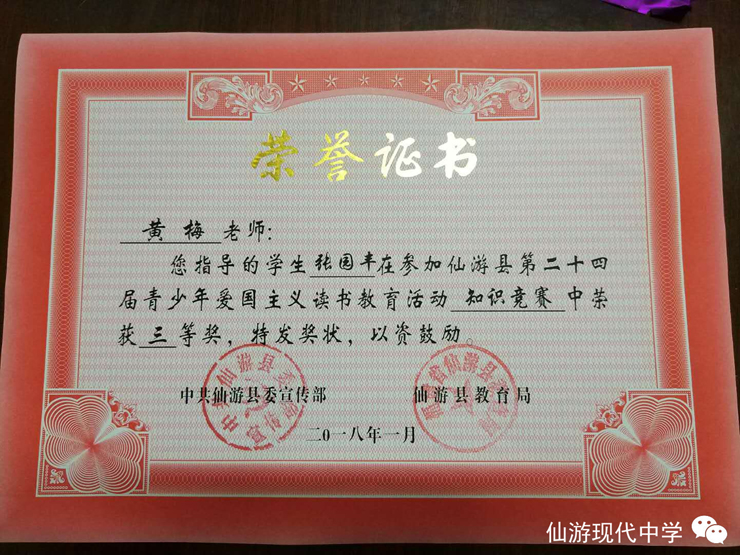 荣誉证书
黄梅老师：
您指导的学生张国丰在参加仙游县第二十四
届青少年爱国主义读书教育活动知识竞赛中荣
获三等奖，特发奖状，以资鼓励。
中共仙游县委宣传部 仙游县教育局
二0一八年一月
仙游现代中学